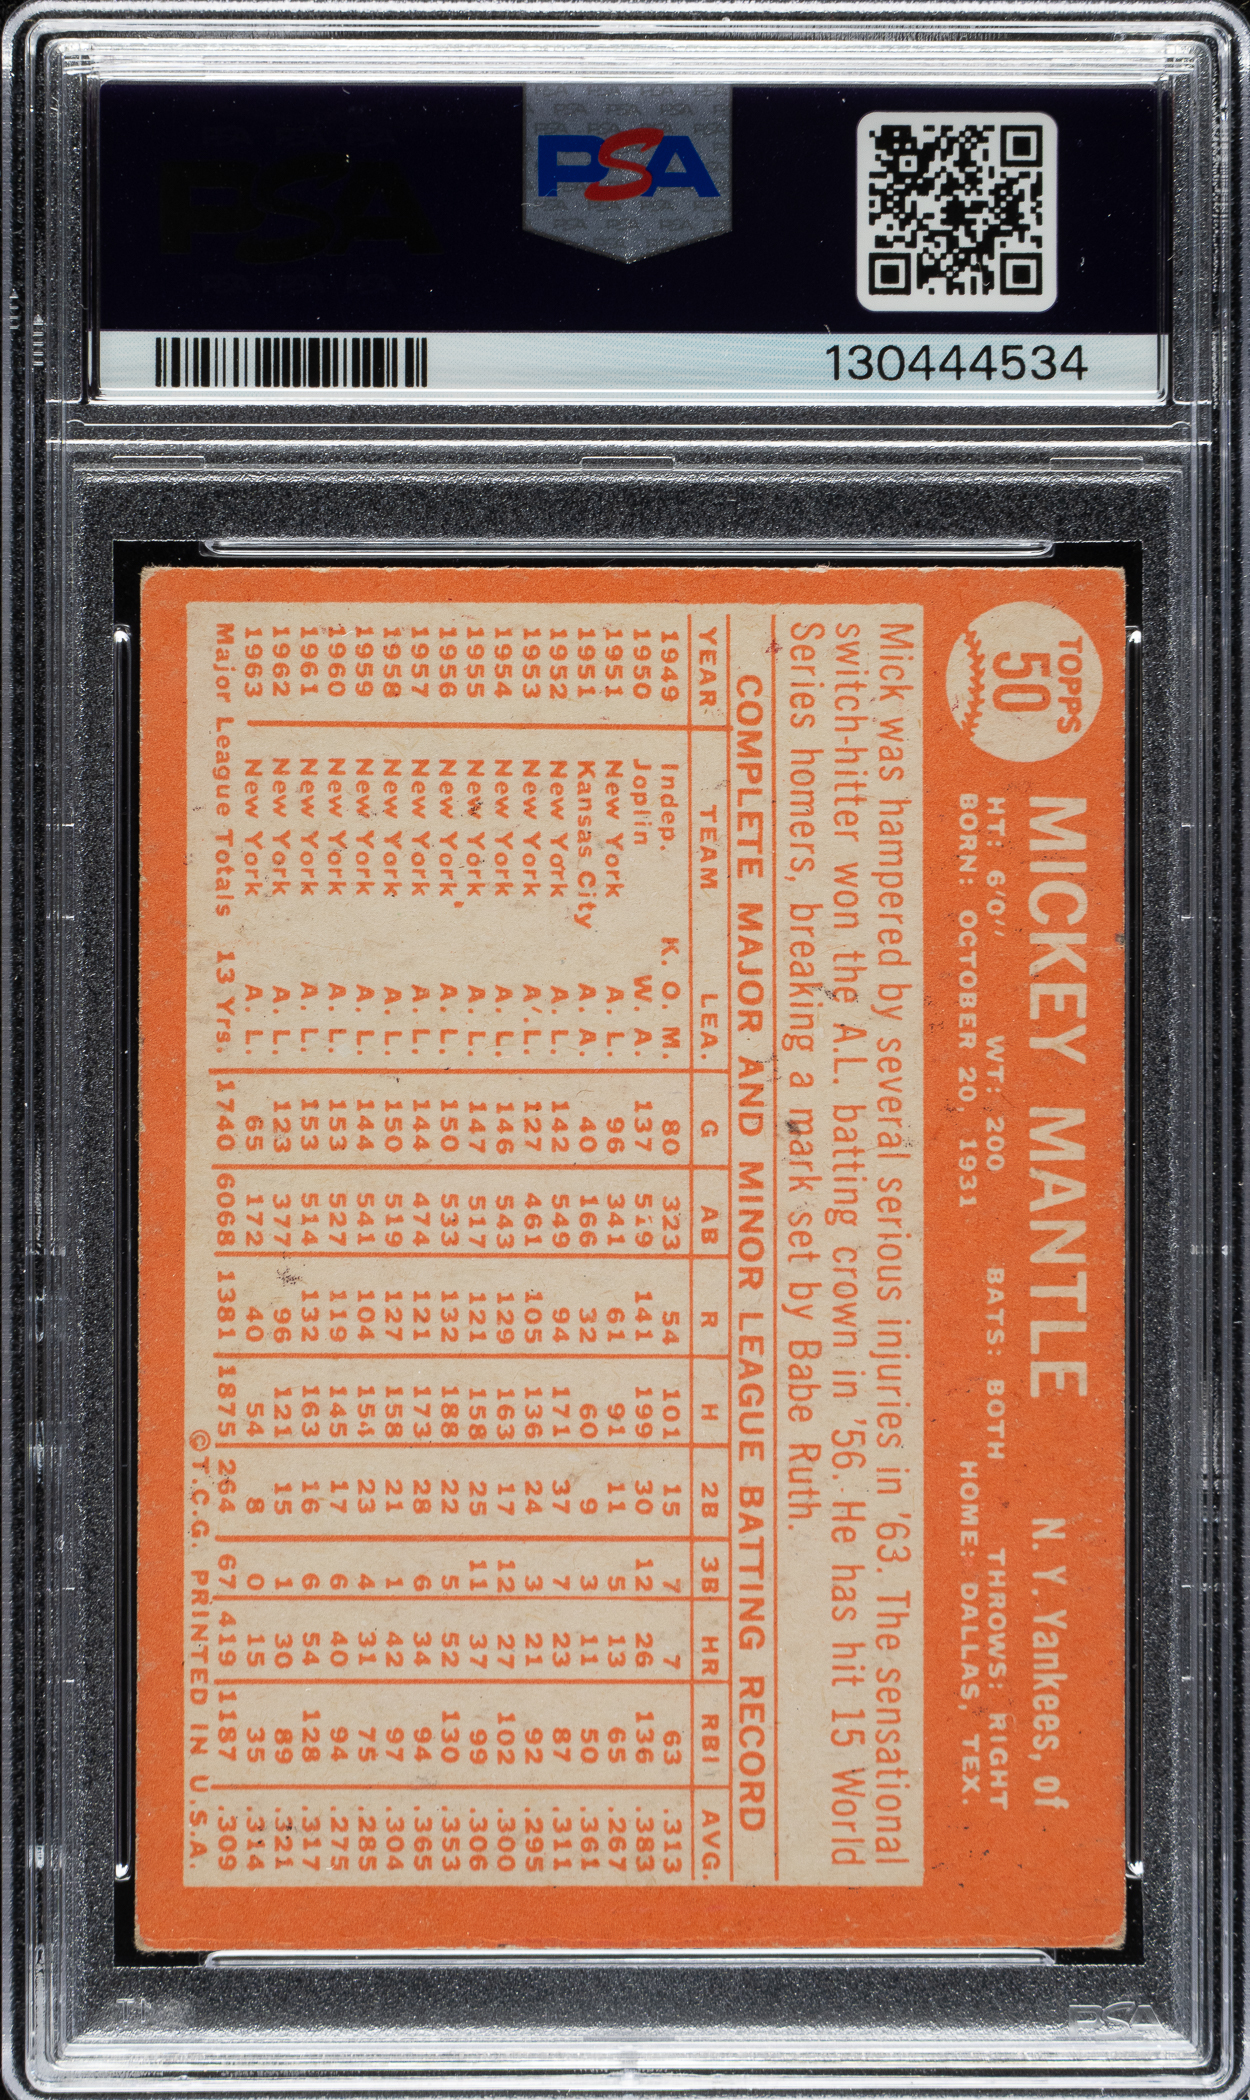 PSA
PSA
130444534
TOPPS
50
MICKEY MANTLE N. Y. Yankees, of
HT: 6'0" WT: 200 BATS: BOTH THROWS: RIGHT
BORN: OCTOBER 20, 1931 HOME: DALLAS, TEX.
Mick was hampered by several serious injuries in '63. The sensational
switch-hitter won the A.L. batting crown in '56. He has hit 15 World
Series homers, breaking a mark set by Babe Ruth.
COMPLETE MAJOR AND MINOR LEAGUE BATTING RECORD
YEAR TEAM LEA. G AB R H 2B 3B HR RBI AVG.
1949 Indep. K. O. M. 80 323 54 101 15 7 7 63 .313
1950 Joplin W. A. 137 519 141 199 30 12 26 136 .383
1951 New York A. L. 96 341 61 91 11 5 13 65 .267
1951 Kansas City A. A. 40 166 32 60 9 3 11 50 .361
1952 New York A. L. 142 549 94 171 37 7 23 87 .311
1953 New York A. L. 127 461 105 136 24 3 21 92 .295
1954 New York A. L. 146 543 129 163 17 12 27 102 .300
1955 New York A. L. 147 517 121 158 25 11 37 99 .306
1956 New York A. L. 150 533 132 188 22 5 52 130 .353
1957 New York A. L. 144 474 121 173 28 6 34 94 .365
1958 New York A. L. 150 519 127 158 21 1 42 97 .304
1959 New York A. L. 144 541 104 154 23 4 31 75 .285
1960 New York A. L. 153 527 119 145 17 6 40 94 .275
1961 New York A. L. 153 514 132 163 16 6 54 128 .317
1962 New York A. L. 123 377 96 121 15 1 30 89 .321
1963 New York A. L. 65 172 40 54 8 0 15 35 .314
Major League Totals 13 Yrs. 1740 6068 1381 1875 264 67 419 1187 .309
© T.C.G. PRINTED IN U.S.A.
PSA